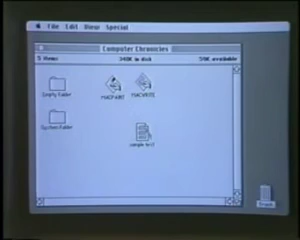 File Edit View Special
Computer Chronicles
5 items 349K in disk 50K available
Empty Folder MACPAINT MACWRITE
System Folder sample text
Trash